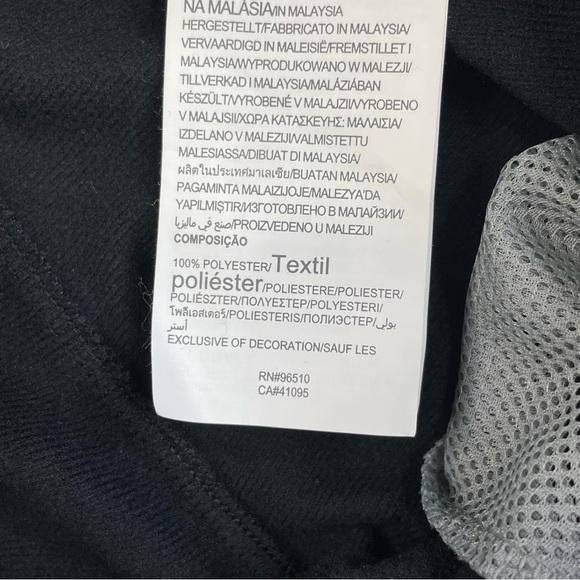 NA MALÁSIA/IN MALAYSIA
HERGESTELLT/FABBRICATO IN MALAYSIA/
VERVAARDIGD IN MALEISIË/FREMSTILLET I
MALAYSIA/WYPRODUKOWANO W MALEZJI/
TILLVERKAD I MALAYSIA/MALÁZIÁBAN
KÉSZÜLT/VYROBENÉ V MALAJZII/VYROBENO
V MALAJSII/ΧΩΡΑ ΚΑΤΑΣΚΕΥΗΣ: ΜΑΛΑΙΣΙΑ/
IZDELANO V MALEZIJI/VALMISTETTU
MALESIASSA/DIBUAT DI MALAYSIA/
ผลิตในประเทศมาเลเซีย/BUATAN MALAYSIA/
PAGAMINTA MALAIZIJOJE/MALEZYA'DA
YAPILMIŞTIR/ИЗГОТОВЛЕНО В МАЛАЙЗИИ/
صنع في ماليزيا/PROIZVEDENO U MALEZIJI
COMPOSIÇÃO
100% POLYESTER/Textil
poliéster/POLIESTERE/POLIESTER/
POLIÉSZTER/ΠΟΛΥΕΣΤΕΡ/POLYESTERI/
โพลีเอสเตอร์/POLIESTERIS/ПОЛИЭСТЕР/بولي
أستر
EXCLUSIVE OF DECORATION/SAUF LES
RN#96510
CA#41095